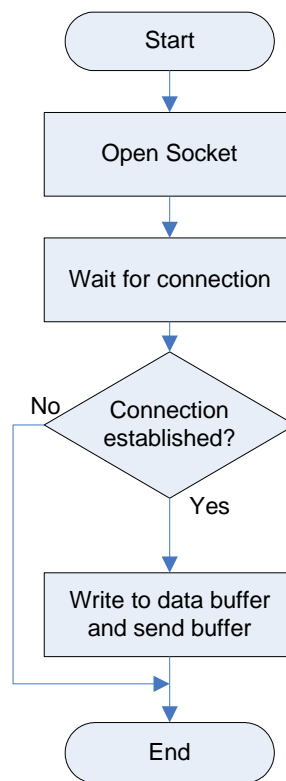 Start
Open Socket
Wait for connection
No
Connection
established?
Yes
Write to data buffer
and send buffer
End